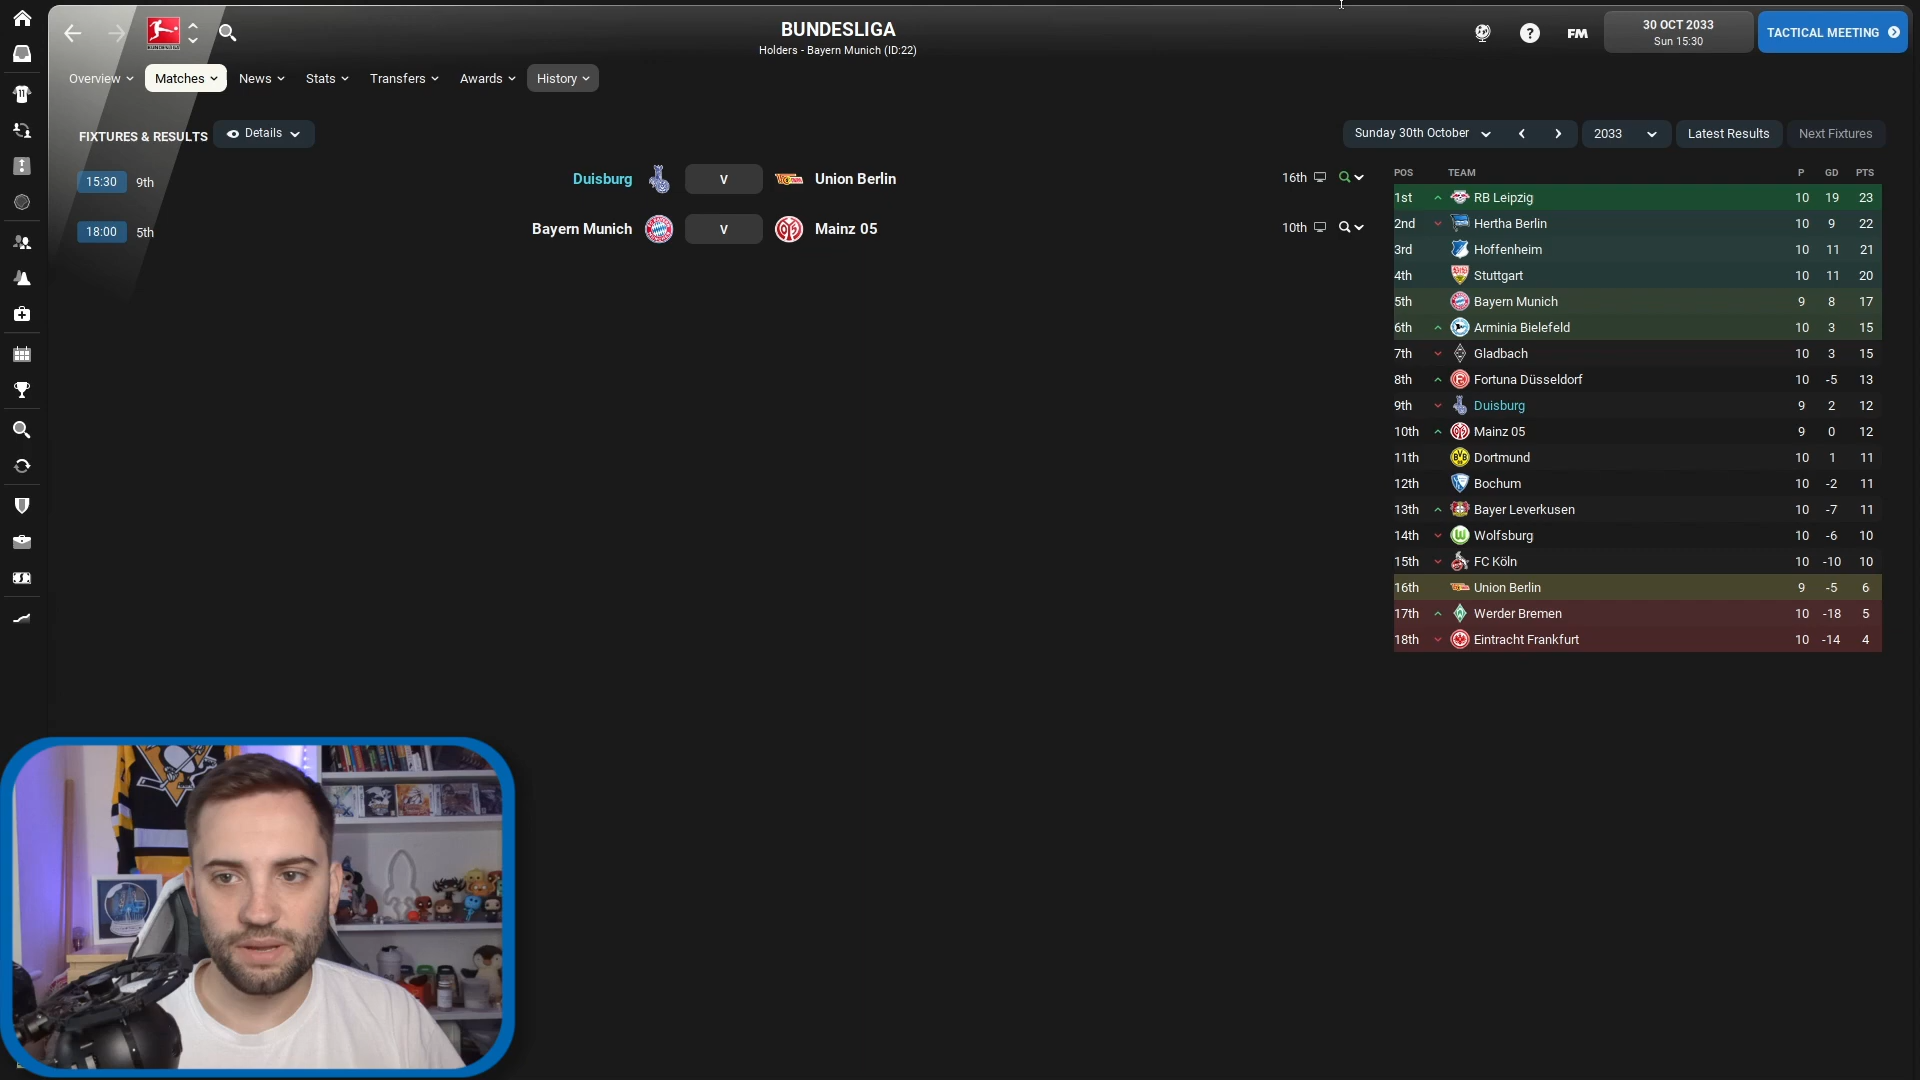 BUNDESLIGA
Holders - Bayern Munich (ID:22)
FM
30 OCT 2033
Sun 15:30
TACTICAL MEETING
Overview
Matches
News
Stats
Transfers
Awards
History
FIXTURES & RESULTS
Details
Sunday 30th October
2033
Latest Results
Next Fixtures
15:30 9th Duisburg V Union Berlin 16th
18:00 5th Bayern Munich V Mainz 05 10th
POS TEAM P GD PTS
1st RB Leipzig 10 19 23
2nd Hertha Berlin 10 9 22
3rd Hoffenheim 10 11 21
4th Stuttgart 10 11 20
5th Bayern Munich 9 8 17
6th Arminia Bielefeld 10 3 15
7th Gladbach 10 3 15
8th Fortuna Düsseldorf 10 -5 13
9th Duisburg 9 2 12
10th Mainz 05 9 0 12
11th Dortmund 10 1 11
12th Bochum 10 -2 11
13th Bayer Leverkusen 10 -7 11
14th Wolfsburg 10 -6 10
15th FC Köln 10 -10 10
16th Union Berlin 9 -5 6
17th Werder Bremen 10 -18 5
18th Eintracht Frankfurt 10 -14 4